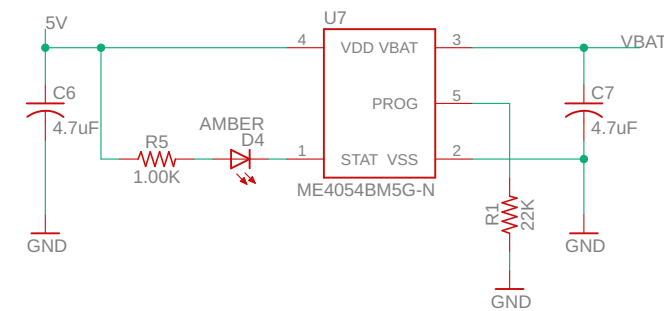 5V
U7
4
VDD VBAT
3
VBAT
C6
4.7uF
PROG
5
C7
4.7uF
AMBER
D4
R5
1.00K
1
STAT VSS
2
ME4054BM5G-N
R1
22K
GND
GND
GND